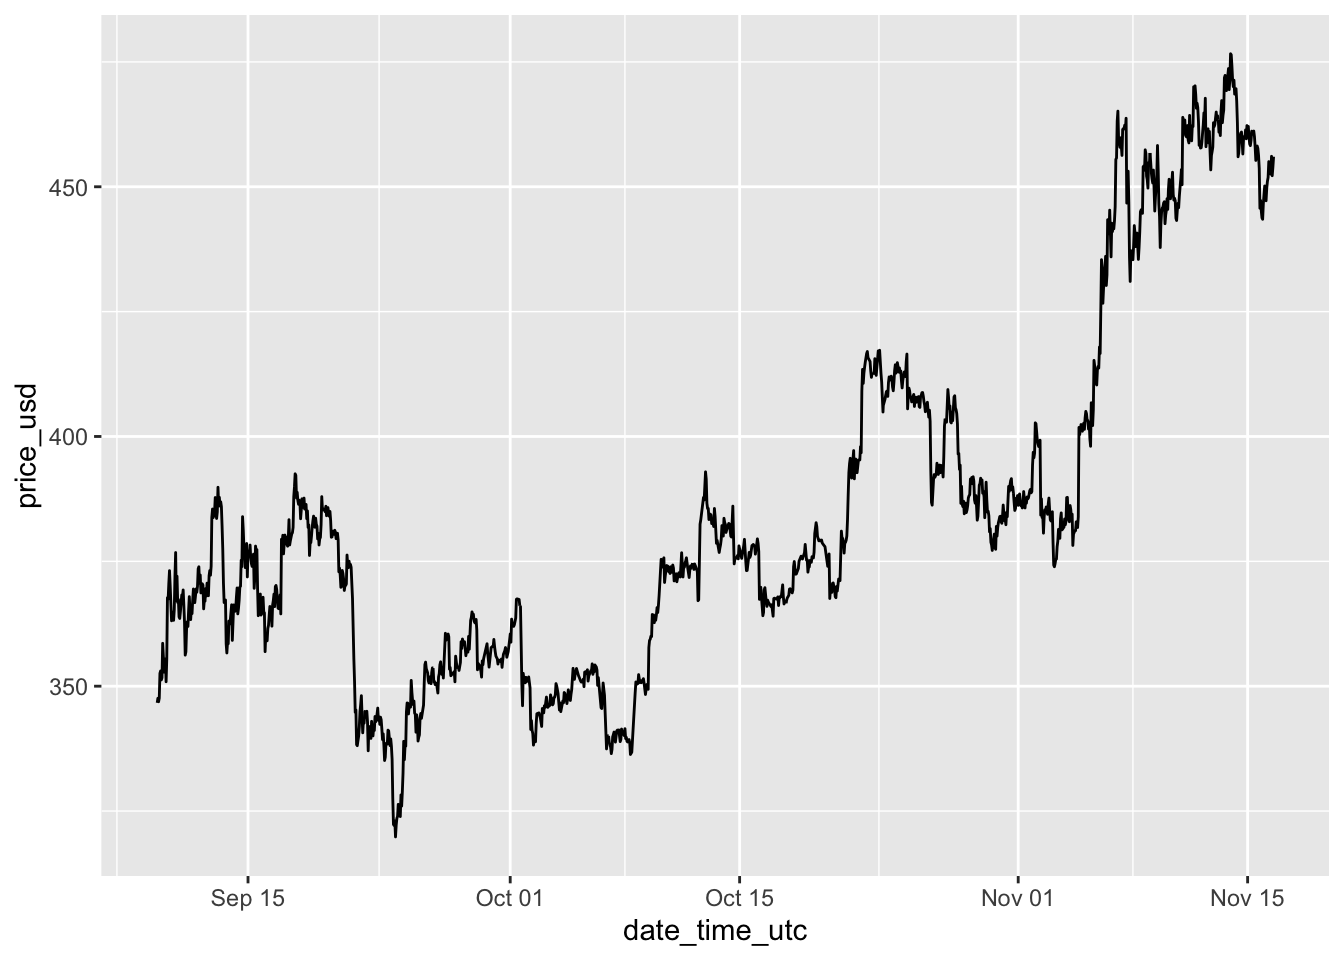 price_usd
450
400
350
Sep 15
Oct 01
Oct 15
Nov 01
Nov 15
date_time_utc